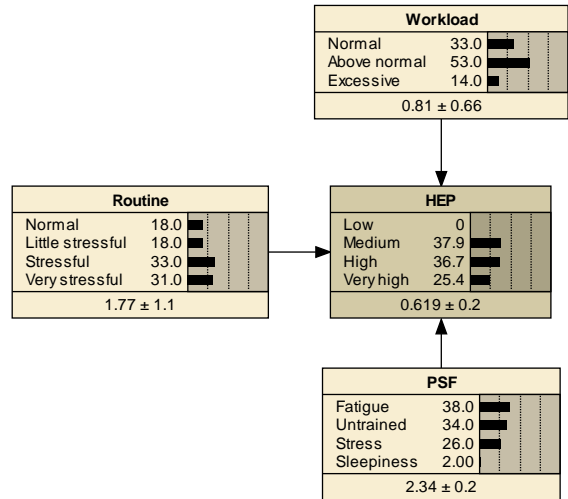 Workload
Normal 33.0
Above normal 53.0
Excessive 14.0
0.81 ± 0.66
Routine
Normal 18.0
Little stressful 18.0
Stressful 33.0
Very stressful 31.0
1.77 ± 1.1
HEP
Low 0
Medium 37.9
High 36.7
Very high 25.4
0.619 ± 0.2
PSF
Fatigue 38.0
Untrained 34.0
Stress 26.0
Sleepiness 2.00
2.34 ± 0.2